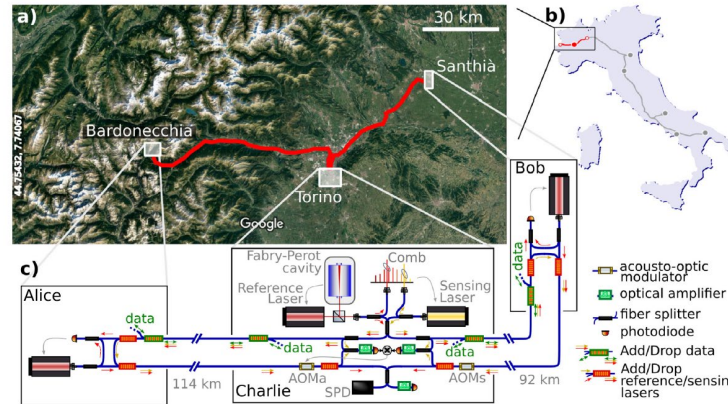 a)
30 km
Santhià
Bardonecchia
Torino
44.75432, 7.74067
Google
b)
Bob
data
c)
Alice
data
114 km
Fabry-Perot
cavity
Comb
Reference
Laser
Sensing
Laser
data
data
AOMa
AOMs
SPD
Charlie
92 km
acousto-optic
modulator
optical amplifier
fiber splitter
photodiode
Add/Drop data
Add/Drop
reference/sensing
lasers